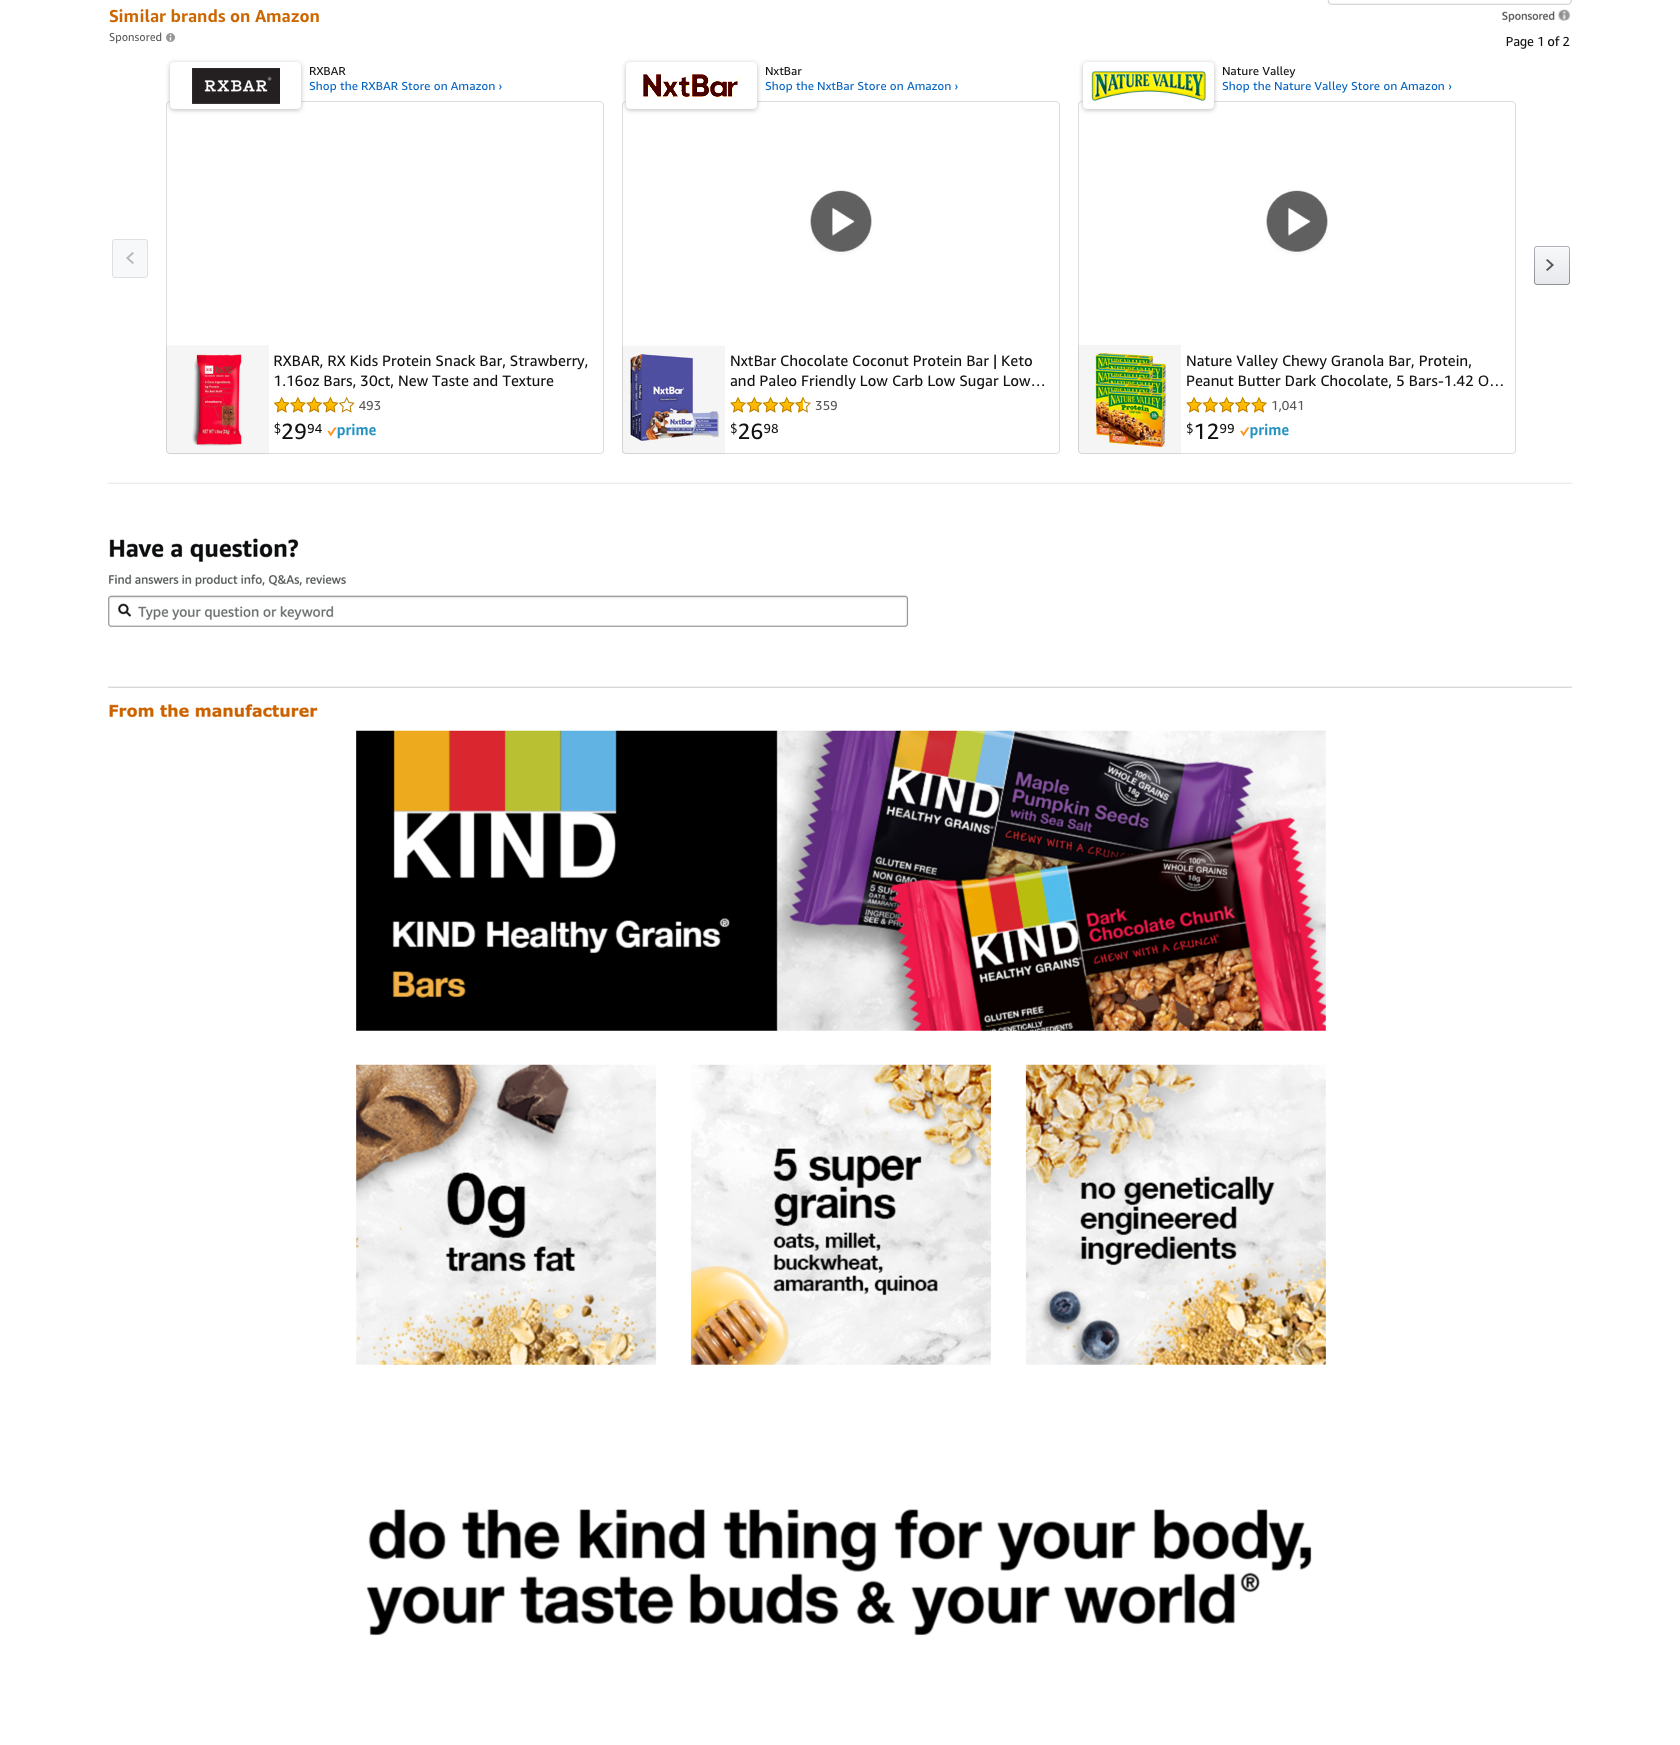 Similar brands on Amazon
Sponsored
Sponsored
Page 1 of 2
RXBAR
RXBAR
Shop the RXBAR Store on Amazon ›
NxtBar
NxtBar
Shop the NxtBar Store on Amazon ›
NATURE VALLEY
Nature Valley
Shop the Nature Valley Store on Amazon ›
RXBAR, RX Kids Protein Snack Bar, Strawberry,
1.16oz Bars, 30ct, New Taste and Texture
493
$29 94 prime
NxtBar
NxtBar
NxtBar Chocolate Coconut Protein Bar | Keto
and Paleo Friendly Low Carb Low Sugar Low...
359
$26 98
NATURE VALLEY
Protein
Nature Valley Chewy Granola Bar, Protein,
Peanut Butter Dark Chocolate, 5 Bars-1.42 O...
1,041
$12 99 prime
Have a question?
Find answers in product info, Q&As, reviews
Type your question or keyword
From the manufacturer
KIND
KIND Healthy Grains®
Bars
KIND
HEALTHY GRAINS®
Maple
Pumpkin Seeds
with Sea Salt
CHEWY WITH A CRUNC
100%
WHOLE GRAINS
18g
GLUTEN FREE
NON GMO
KIND
HEALTHY GRAINS®
Dark
Chocolate Chunk
CHEWY WITH A CRUNCH®
100%
WHOLE GRAINS
18g
GLUTEN FREE
0g
trans fat
5 super
grains
oats, millet,
buckwheat,
amaranth, quinoa
no genetically
engineered
ingredients
do the kind thing for your body,
your taste buds & your world®